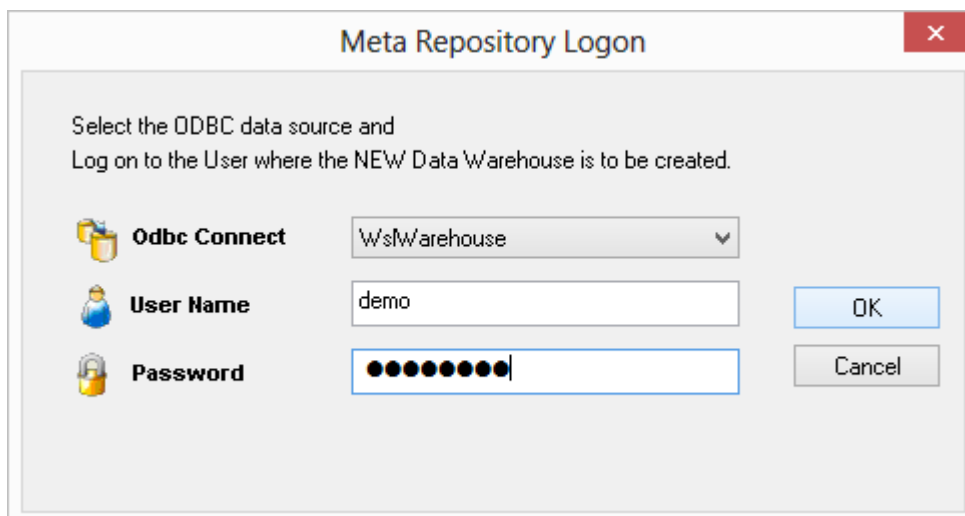 Meta Repository Logon
Select the ODBC data source and
Log on to the User where the NEW Data Warehouse is to be created.
Odbc Connect
WslWarehouse
User Name
demo
OK
Password
●●●●●●●●
Cancel